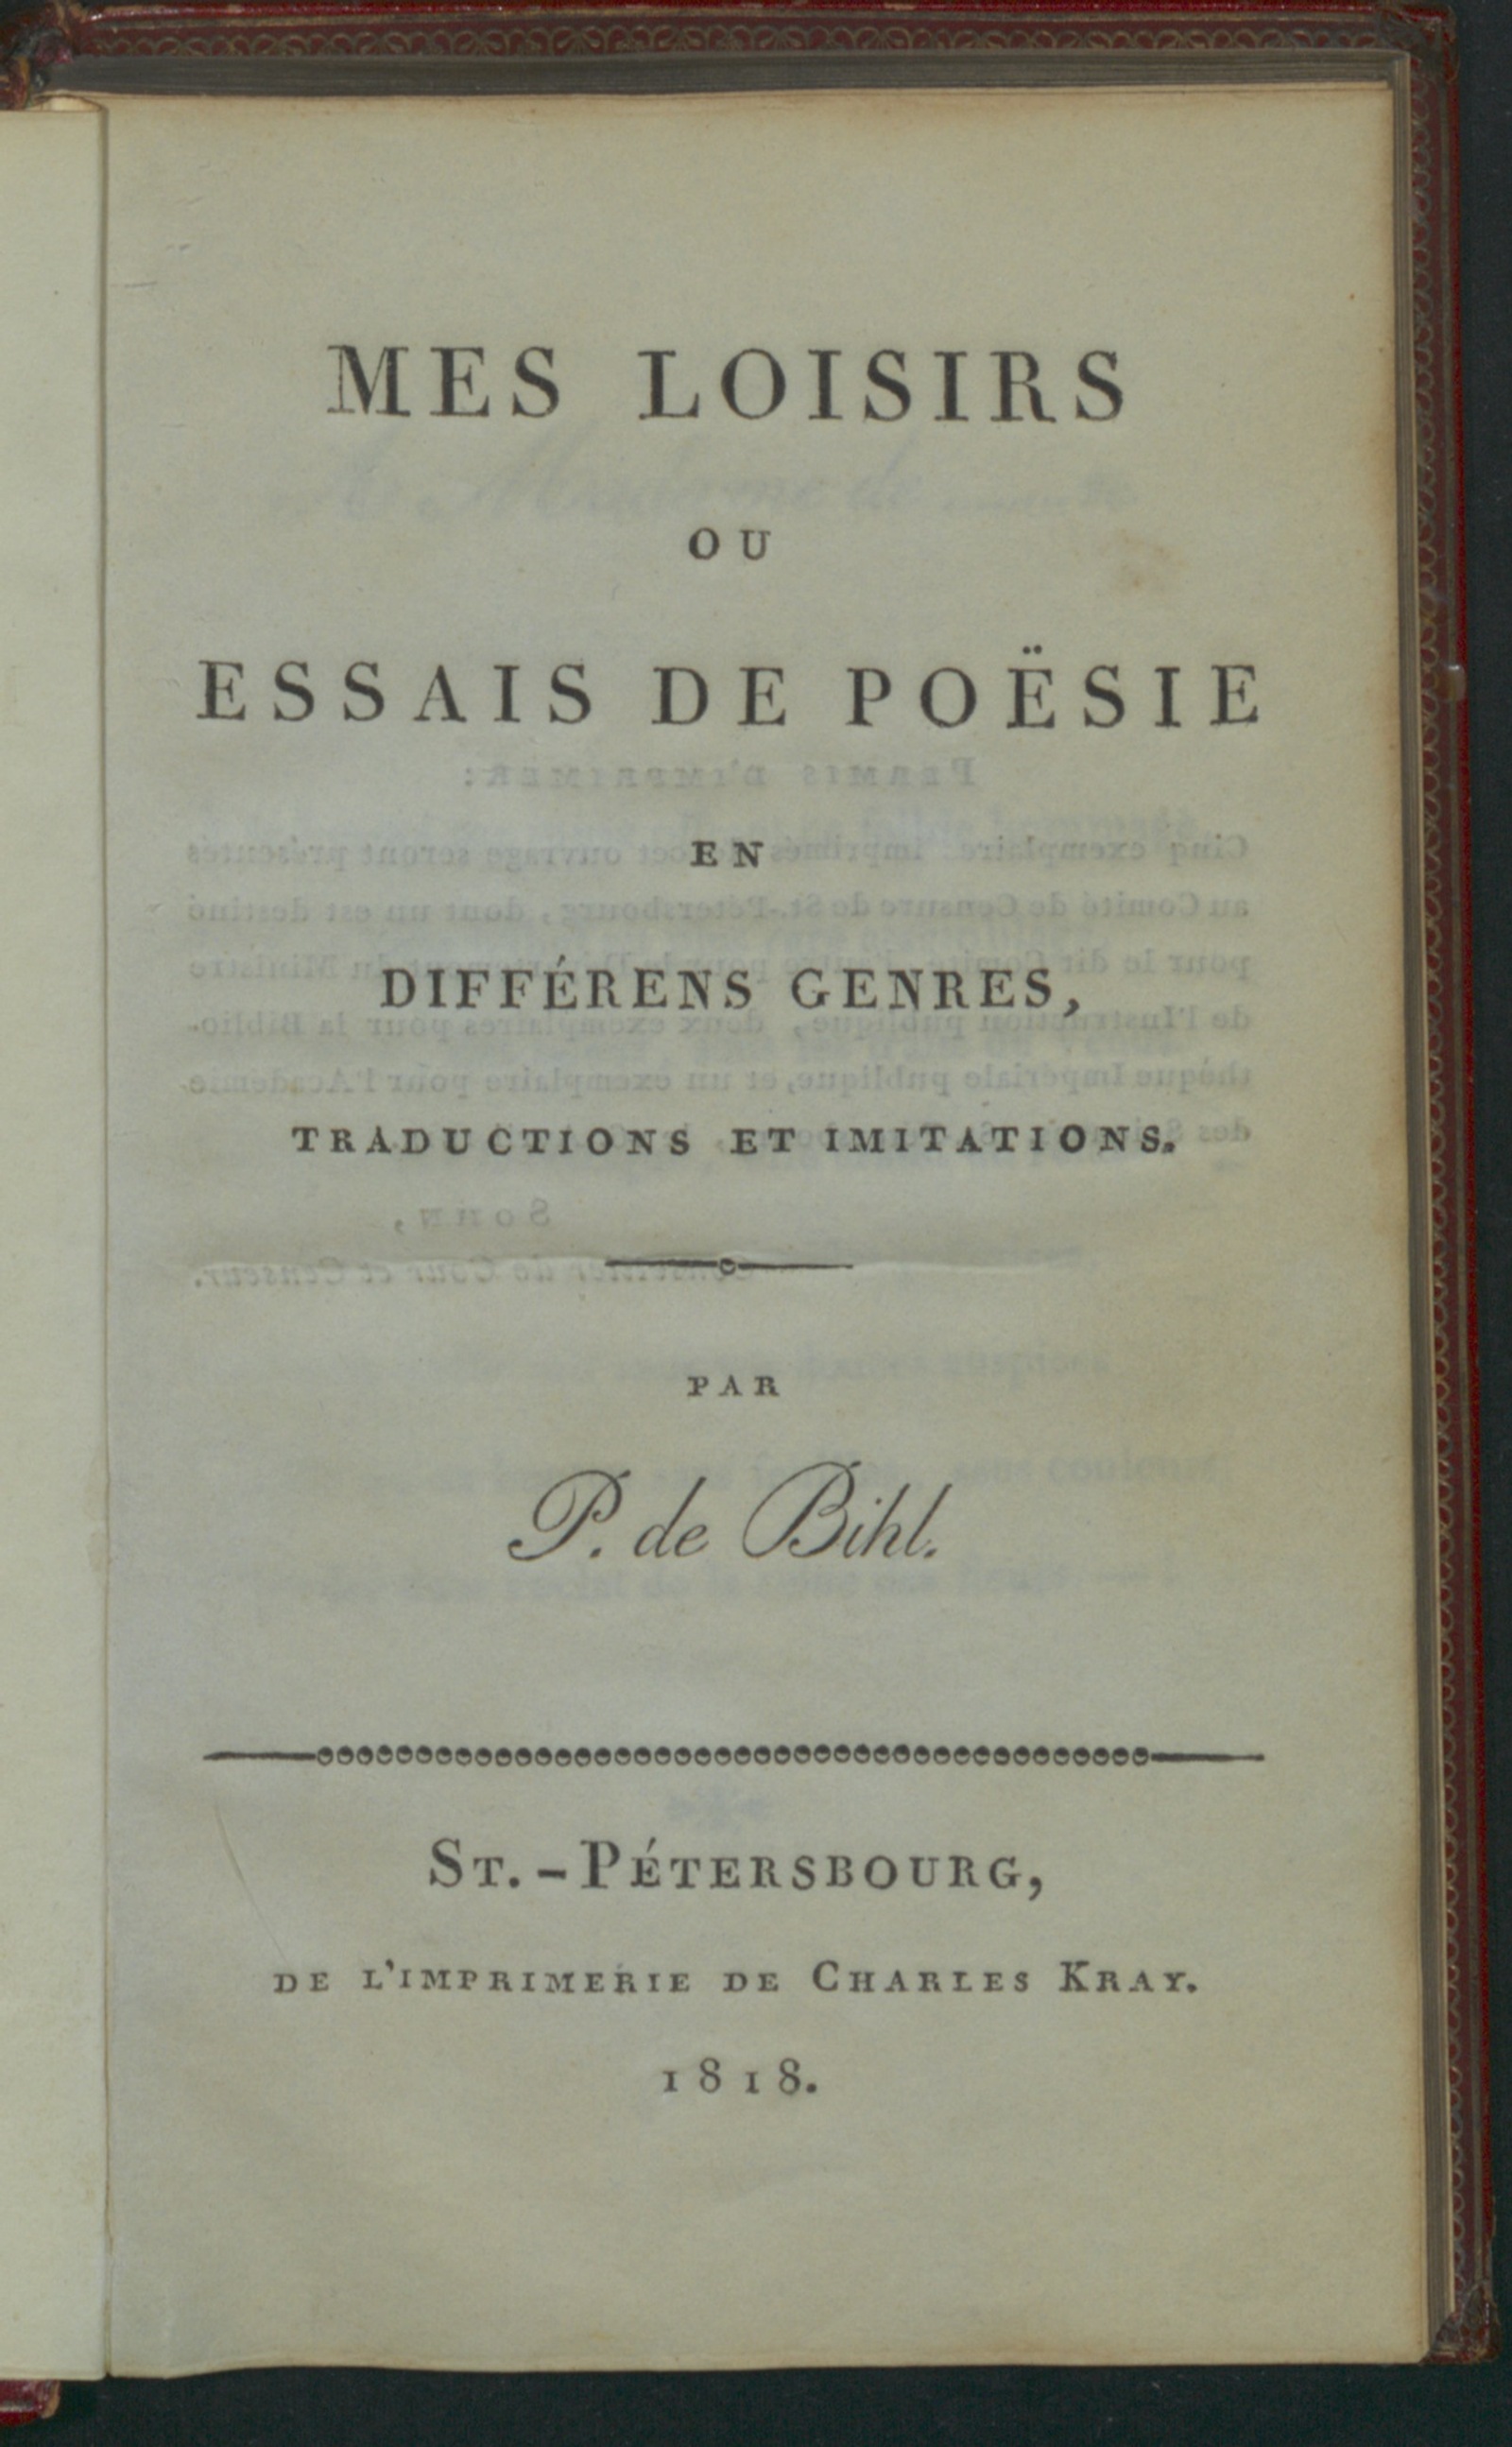 MES LOISIRS
OU
ESSAIS DE POËSIE
EN
DIFFÉRENS GENRES,
TRADUCTIONS ET IMITATIONS.
PAR
P. de Bihl.
ST.-PÉTERSBOURG,
DE L'IMPRIMERIE DE CHARLES KRAY.
1818.